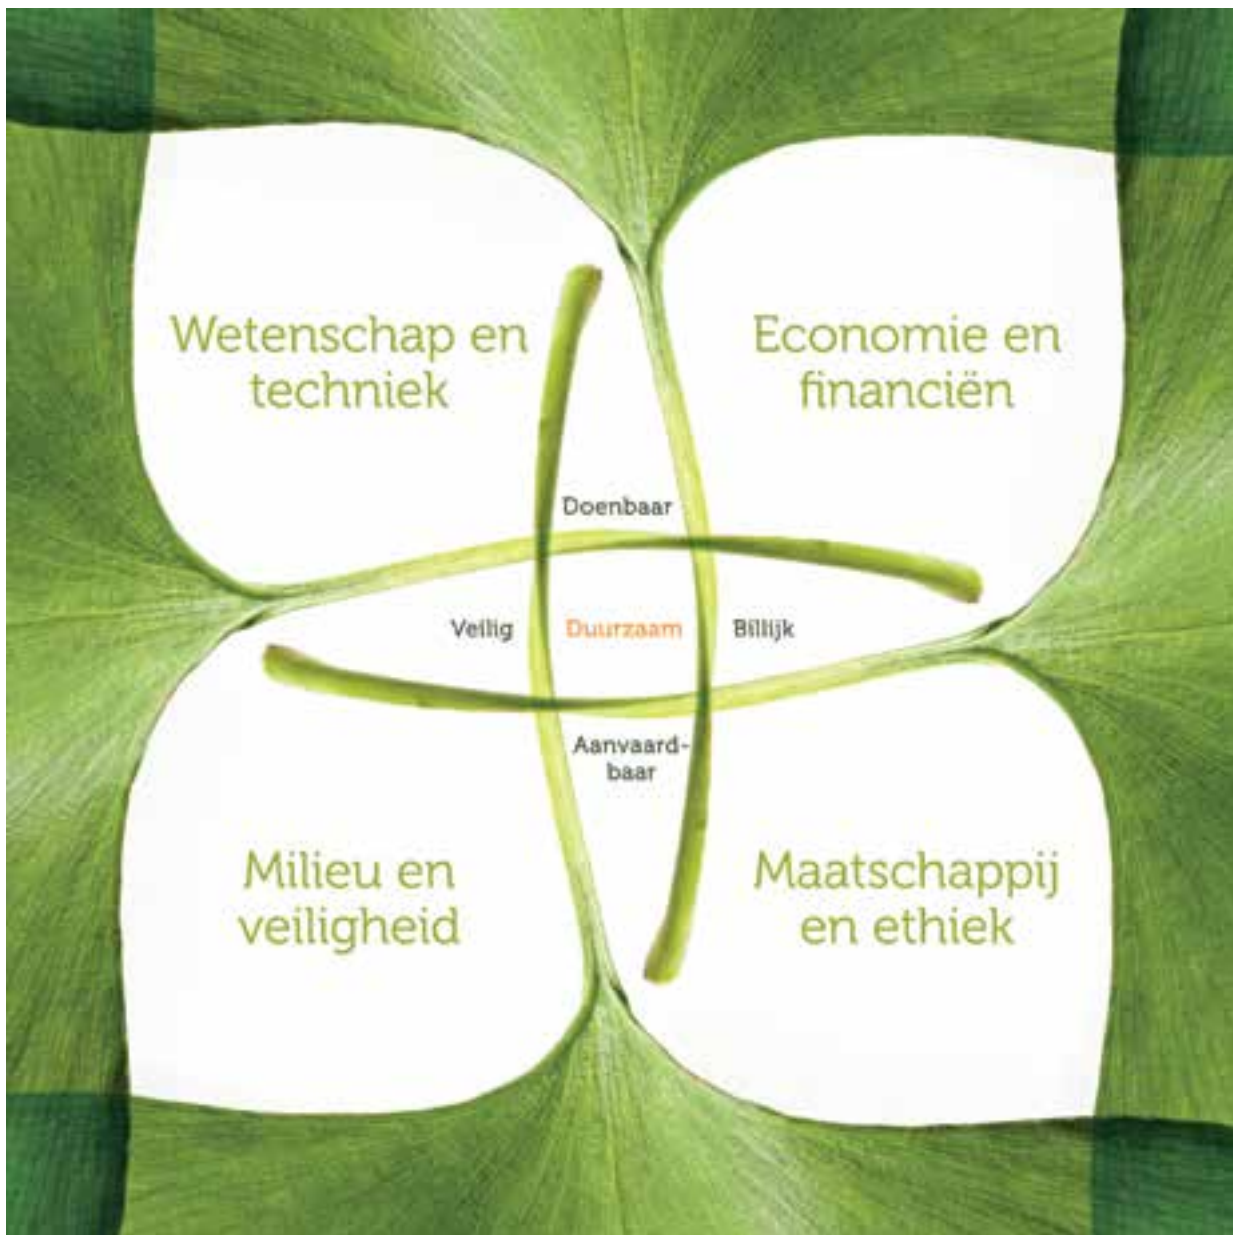 Wetenschap en
techniek
Economie en
financiën
Doenbaar
Veilig
Duurzaam
Billijk
Aanvaard-
baar
Milieu en
veiligheid
Maatschappij
en ethiek